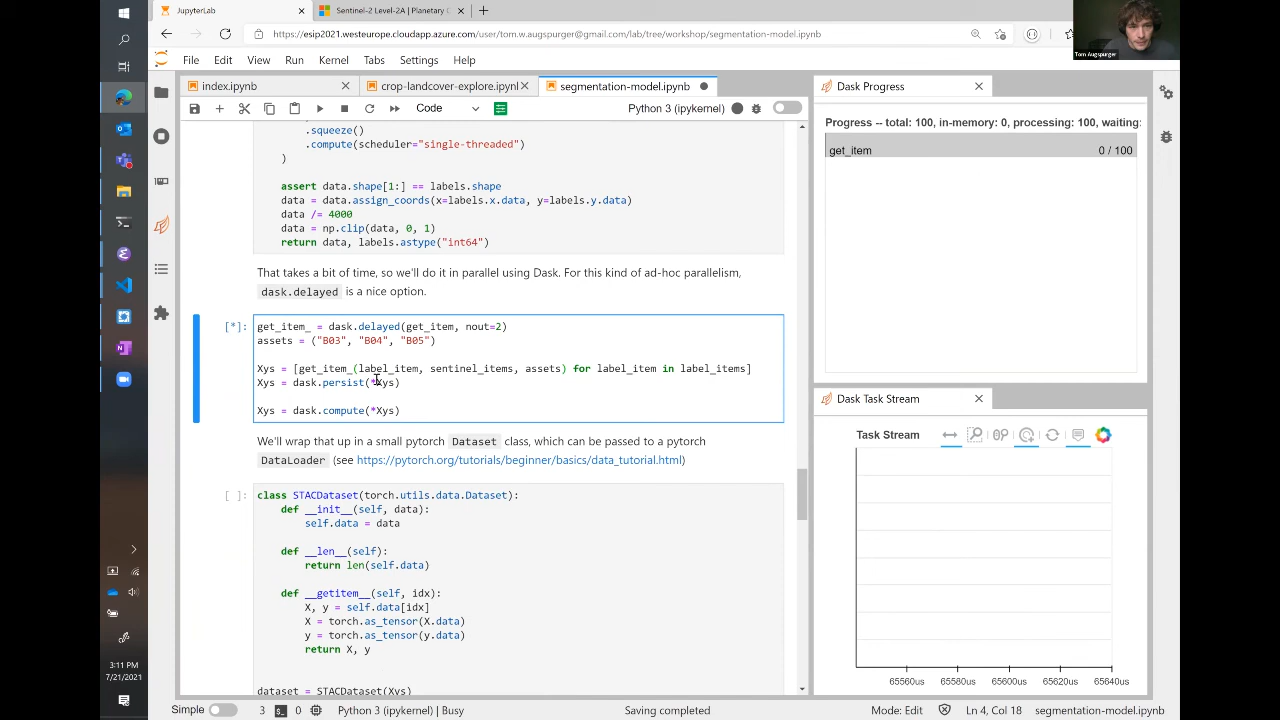 JupyterLab
Sentinel-2 Level-2A | Planetary C
https://esip2021.westeurope.cloudapp.azure.com/user/tom.w.augspurger@gmail.com/lab/tree/workshop/segmentation-model.ipynb
Tom Augspurger
File Edit View Run Kernel Tabs Settings Help
index.ipynb
crop-landcover-explore.ipynl
segmentation-model.ipynb
Dask Progress
Code
Python 3 (ipykernel)
Progress -- total: 100, in-memory: 0, processing: 100, waiting:
get_item 0 / 100
.squeeze()
.compute(scheduler="single-threaded")
)
assert data.shape[1:] == labels.shape
data = data.assign_coords(x=labels.x.data, y=labels.y.data)
data /= 4000
data = np.clip(data, 0, 1)
return data, labels.astype("int64")
That takes a bit of time, so we'll do it in parallel using Dask. For this kind of ad-hoc parallelism,
dask.delayed is a nice option.
[*]:
get_item_ = dask.delayed(get_item, nout=2)
assets = ("B03", "B04", "B05")
Xys = [get_item_(label_item, sentinel_items, assets) for label_item in label_items]
Xys = dask.persist(*Xys)
Xys = dask.compute(*Xys)
Dask Task Stream
Task Stream
65560us 65580us 65600us 65620us 65640us
We'll wrap that up in a small pytorch Dataset class, which can be passed to a pytorch
DataLoader (see https://pytorch.org/tutorials/beginner/basics/data_tutorial.html)
[ ]:
class STACDataset(torch.utils.data.Dataset):
def __init__(self, data):
self.data = data
def __len__(self):
return len(self.data)
def __getitem__(self, idx):
X, y = self.data[idx]
X = torch.as_tensor(X.data)
y = torch.as_tensor(y.data)
return X, y
dataset = STACDataset(Xys)
3:11 PM
7/21/2021
Simple
3
0
Python 3 (ipykernel) | Busy
Saving completed
Mode: Edit
Ln 4, Col 18
segmentation-model.ipynb